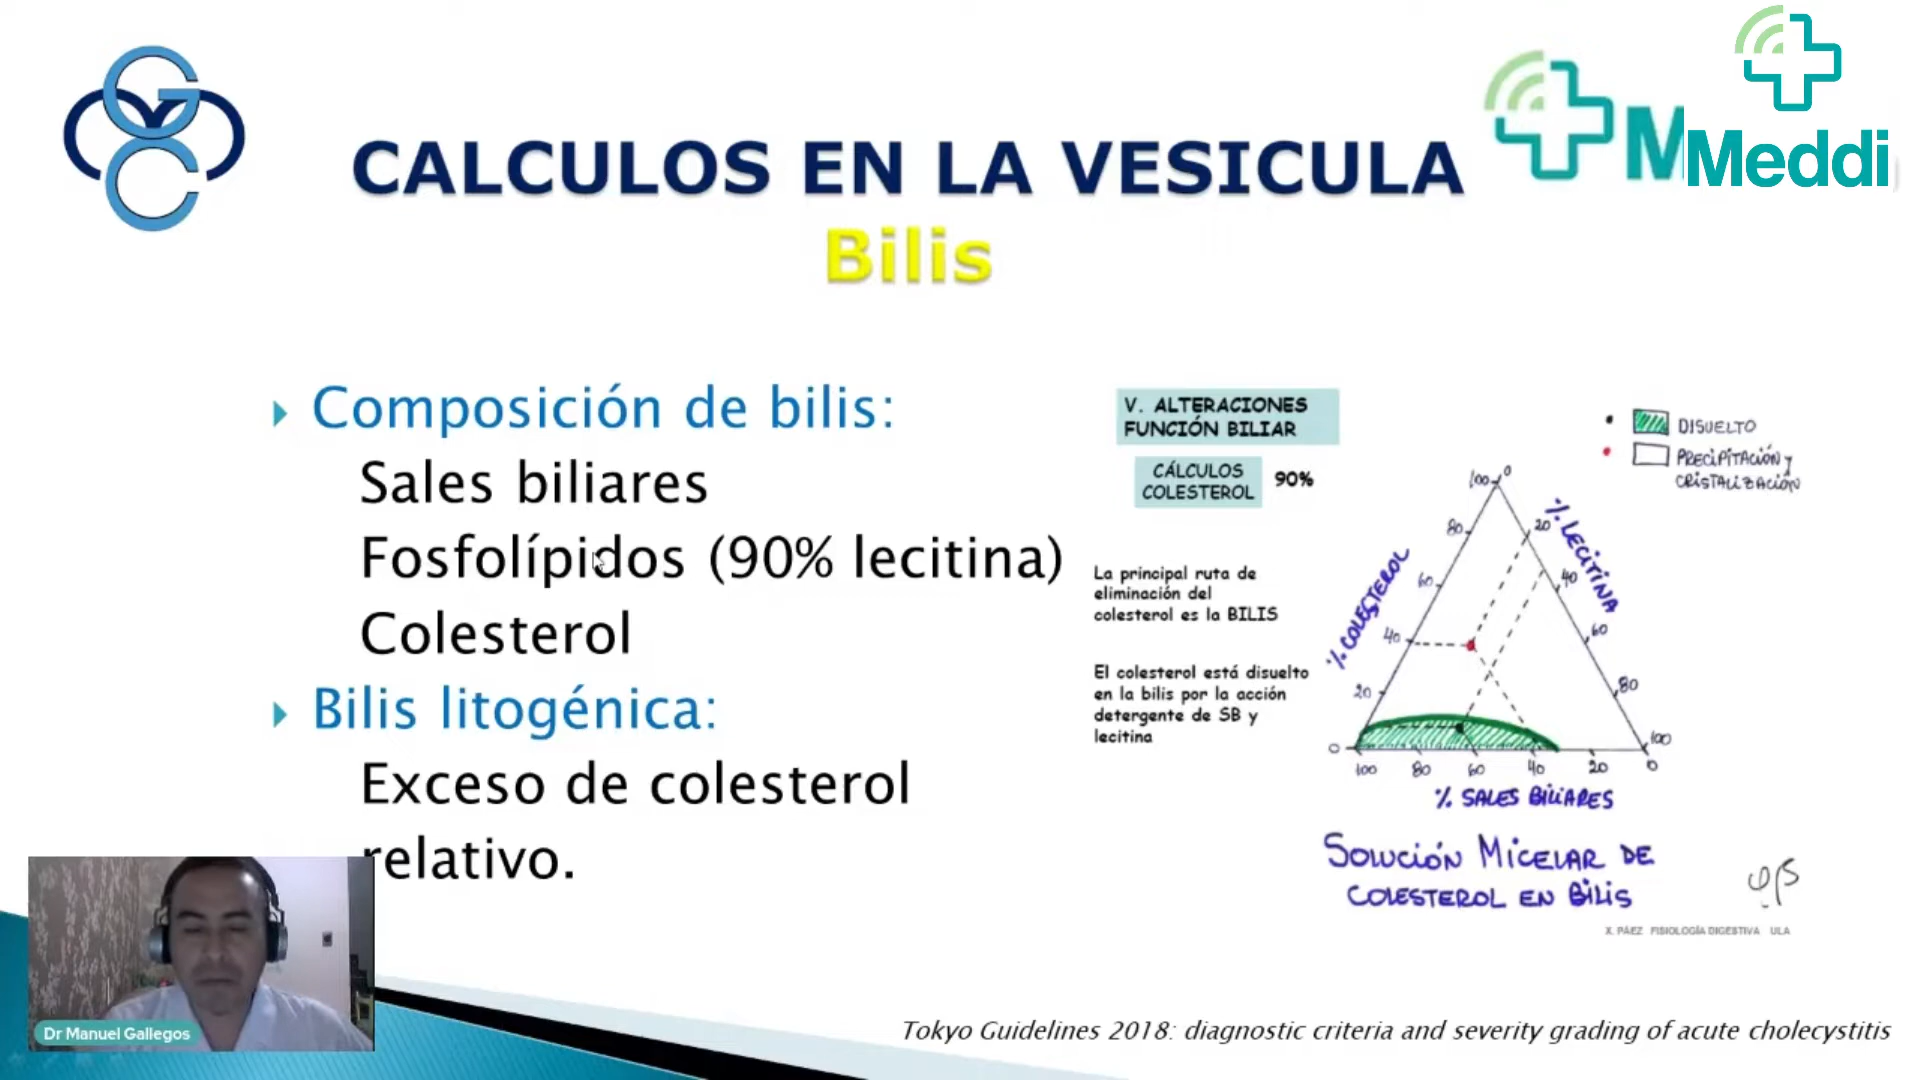 Meddi
M
CALCULOS EN LA VESICULA
Bilis
Composición de bilis:
Sales biliares
Fosfolípidos (90% lecitina)
Colesterol
Bilis litogénica:
Exceso de colesterol
relativo.
V. ALTERACIONES
FUNCIÓN BILIAR
CÁLCULOS
COLESTEROL
90%
La principal ruta de
eliminación del
colesterol es la BILIS
El colesterol está disuelto
en la bilis por la acción
detergente de SB y
lecitina
DISUELTO
PRECIPITACIÓN y
CRISTALIZACIÓN
% COLESTEROL
0 20 40 60 80 100
% LECITINA
0 20 40 60 80 100
100 80 60 40 20 0
% SALES BILIARES
SOLUCIÓN MICELAR DE
COLESTEROL EN BILIS
X. PÁEZ FISIOLOGÍA DIGESTIVA ULA
Dr Manuel Gallegos
Tokyo Guidelines 2018: diagnostic criteria and severity grading of acute cholecystitis